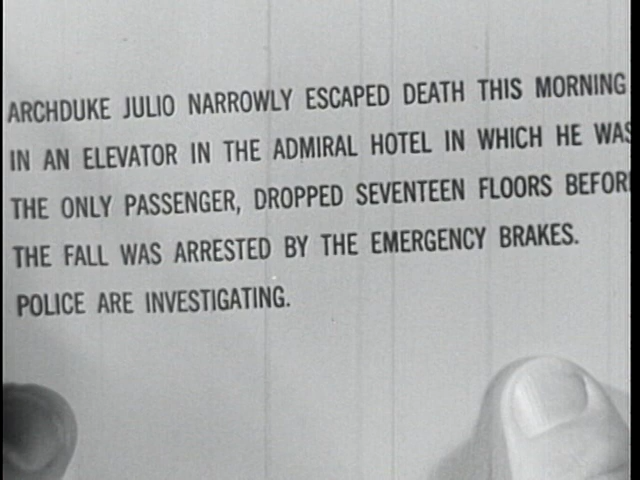 ARCHDUKE JULIO NARROWLY ESCAPED DEATH THIS MORNING
IN AN ELEVATOR IN THE ADMIRAL HOTEL IN WHICH HE WAS
THE ONLY PASSENGER, DROPPED SEVENTEEN FLOORS BEFOR
THE FALL WAS ARRESTED BY THE EMERGENCY BRAKES.
POLICE ARE INVESTIGATING.